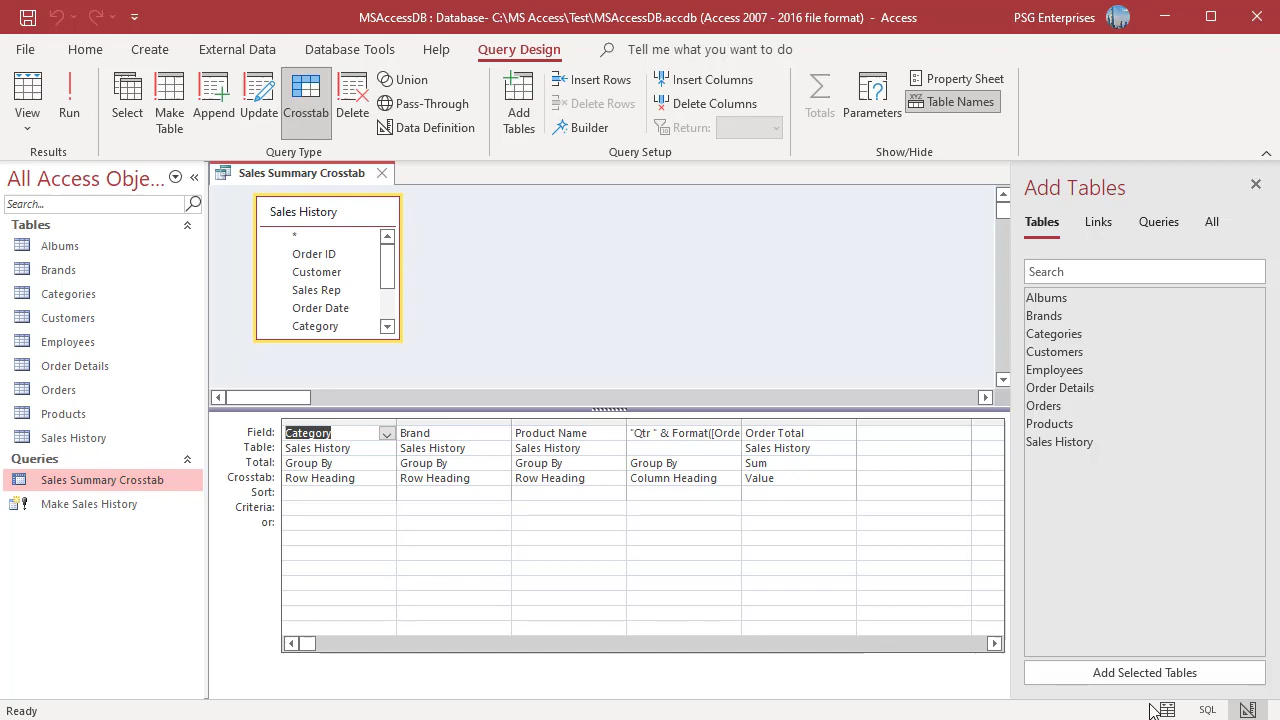 MSAccessDB : Database- C:\MS Access\Test\MSAccessDB.accdb (Access 2007 - 2016 file format) - Access
PSG Enterprises
File Home Create External Data Database Tools Help Query Design Tell me what you want to do
View
Run
Results
Select
Make Table
Append
Update
Crosstab
Delete
Union
Pass-Through
Data Definition
Query Type
Add Tables
Insert Rows
Delete Rows
Builder
Insert Columns
Delete Columns
Return:
Query Setup
Totals
Parameters
Property Sheet
XYZ Table Names
Show/Hide
All Access Obje...
Search...
Tables
Albums
Brands
Categories
Customers
Employees
Order Details
Orders
Products
Sales History
Queries
Sales Summary Crosstab
Make Sales History
Sales Summary Crosstab
Sales History
*
Order ID
Customer
Sales Rep
Order Date
Category
Field: Category Brand Product Name "Qtr " & Format([Orde Order Total
Table: Sales History Sales History Sales History Sales History
Total: Group By Group By Group By Group By Sum
Crosstab: Row Heading Row Heading Row Heading Column Heading Value
Sort:
Criteria:
or:
Add Tables
Tables Links Queries All
Search
Albums
Brands
Categories
Customers
Employees
Order Details
Orders
Products
Sales History
Add Selected Tables
Ready
SQL